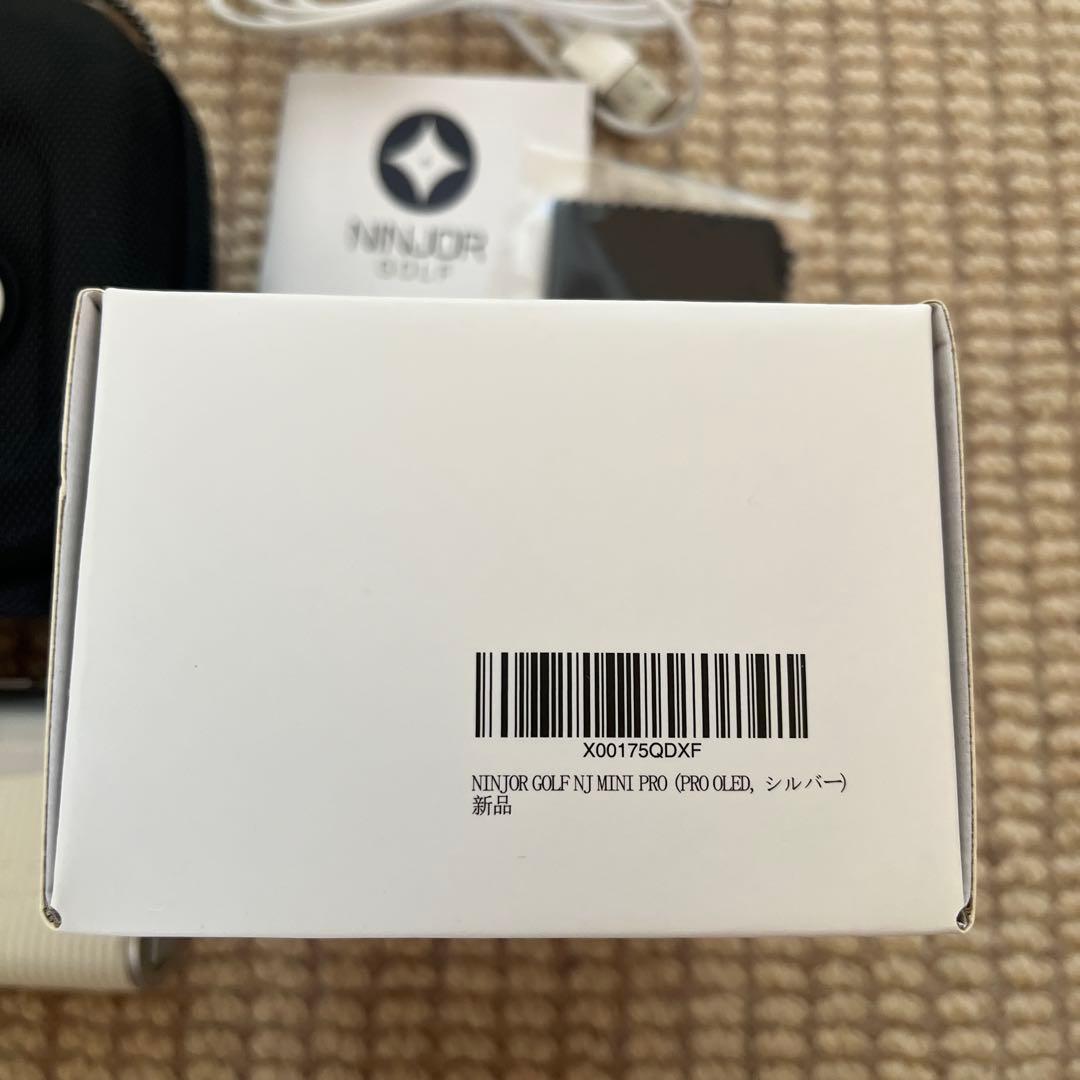 NINJOR
GOLF
X00175QDXF
NINJOR GOLF NJ MINI PRO (PRO OLED, シルバー)
新品